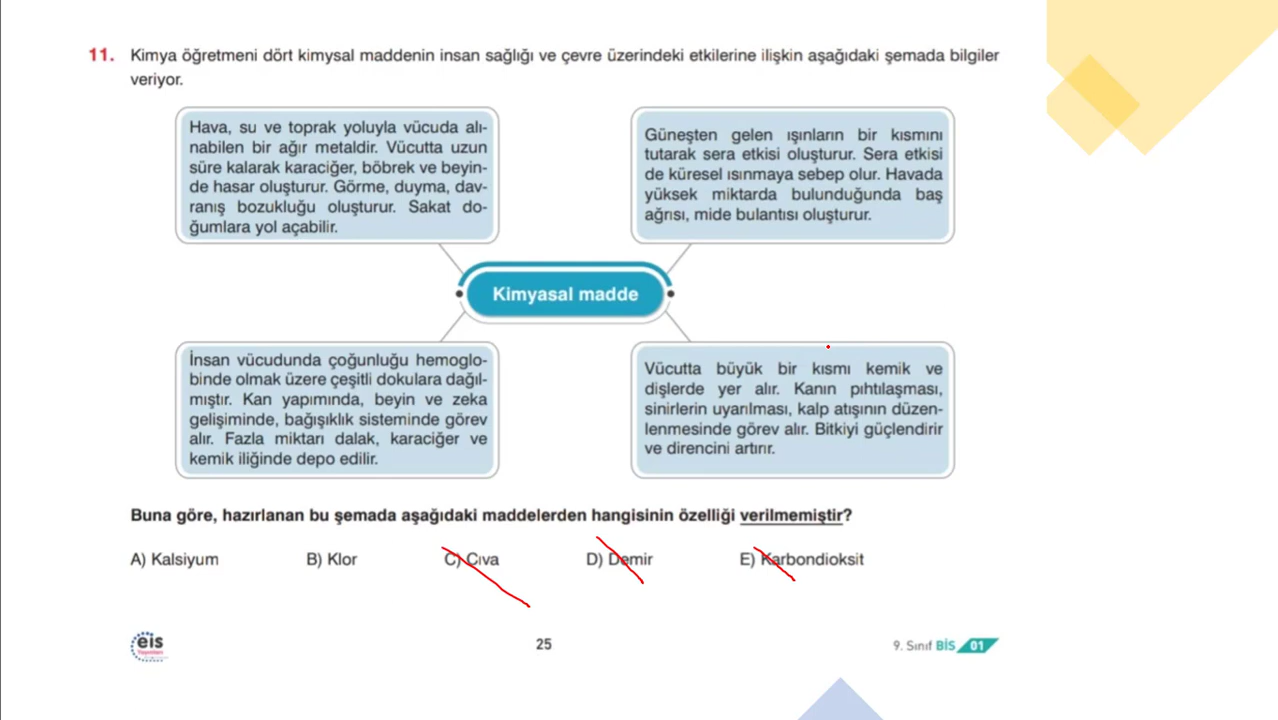 11. Kimya öğretmeni dört kimysal maddenin insan sağlığı ve çevre üzerindeki etkilerine ilişkin aşağıdaki şemada bilgiler
veriyor.
Hava, su ve toprak yoluyla vücuda alı-
nabilen bir ağır metaldir. Vücutta uzun
süre kalarak karaciğer, böbrek ve beyin-
de hasar oluşturur. Görme, duyma, dav-
ranış bozukluğu oluşturur. Sakat do-
ğumlara yol açabilir.
Güneşten gelen ışınların bir kısmını
tutarak sera etkisi oluşturur. Sera etkisi
de küresel ısınmaya sebep olur. Havada
yüksek miktarda bulunduğunda baş
ağrısı, mide bulantısı oluşturur.
Kimyasal madde
İnsan vücudunda çoğunluğu hemoglo-
binde olmak üzere çeşitli dokulara dağıl-
mıştır. Kan yapımında, beyin ve zeka
gelişiminde, bağışıklık sisteminde görev
alır. Fazla miktarı dalak, karaciğer ve
kemik iliğinde depo edilir.
Vücutta büyük bir kısmı kemik ve
dişlerde yer alır. Kanın pıhtılaşması,
sinirlerin uyarılması, kalp atışının düzen-
lenmesinde görev alır. Bitkiyi güçlendirir
ve direncini artırır.
Buna göre, hazırlanan bu şemada aşağıdaki maddelerden hangisinin özelliği verilmemiştir?
A) Kalsiyum B) Klor C) Cıva D) Demir E) Karbondioksit
eis
25
9. Sınıf BİS 01